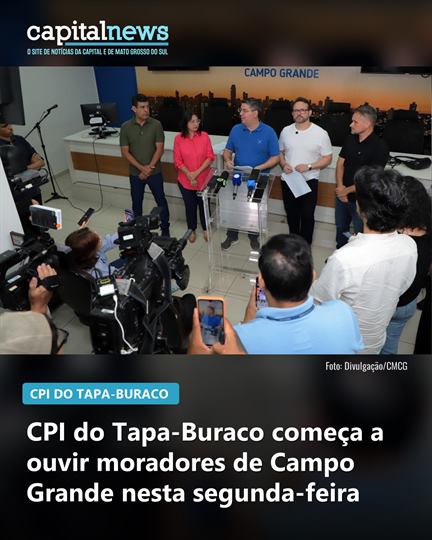 capitalnews
O SITE DE NOTÍCIAS DA CAPITAL E DE MATO GROSSO DO SUL
CAMPO GRANDE
Foto: Divulgação/CMCG
CPI DO TAPA-BURACO
CPI do Tapa-Buraco começa a
ouvir moradores de Campo
Grande nesta segunda-feira